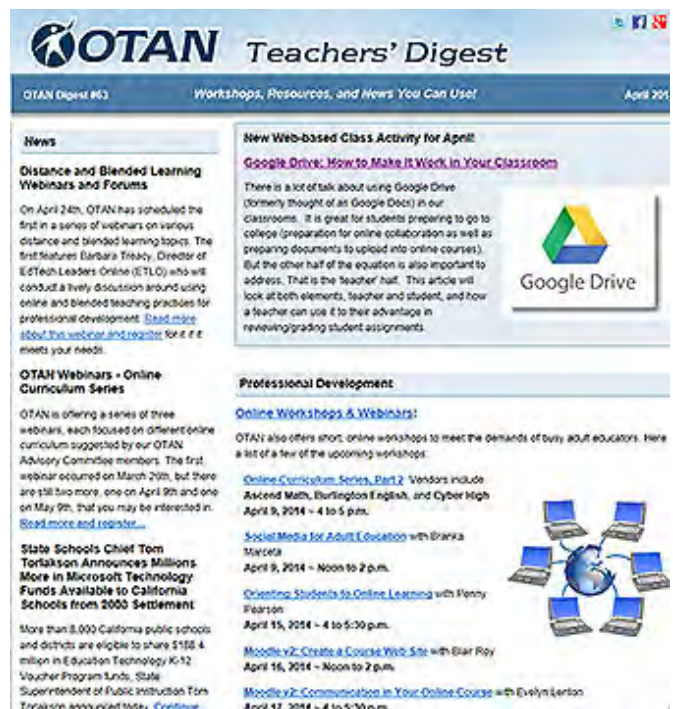 OTAN Teachers' Digest
OTAN Digest #63
Workshops, Resources, and News You Can Use!
April 201
News
Distance and Blended Learning
Webinars and Forums
On April 24th, OTAN has scheduled the
first in a series of webinars on various
distance and blended learning topics. The
first features Barbara Treacy, Director of
EdTech Leaders Online (ETLO) who will
conduct a lively discussion around using
online and blended teaching practices for
professional development. Read more
about this webinar and register for it if it
meets your needs.
OTAN Webinars - Online
Curriculum Series
OTAN is offering a series of three
webinars, each focused on different online
curriculum suggested by our OTAN
Advisory Committee members. The first
webinar occurred on March 26th, but there
are still two more, one on April 9th and one
on May 9th, that you may be interested in.
Read more and register...
State Schools Chief Tom
Torlakson Announces Millions
More in Microsoft Technology
Funds Available to California
Schools from 2003 Settlement
More than 8,000 California public schools
and districts are eligible to share $188.4
million in Education Technology K-12
Voucher Program funds, State
Superintendent of Public Instruction Tom
Torlakson announced today. Continue
New Web-based Class Activity for April!
Google Drive: How to Make It Work in Your Classroom
There is a lot of talk about using Google Drive
(formerly thought of as Google Docs) in our
classrooms. It is great for students preparing to go to
college (preparation for online collaboration as well as
preparing documents to upload into online courses).
But the other half of the equation is also important to
address. That is the 'teacher' half. This article will
look at both elements, teacher and student, and how
a teacher can use it to their advantage in
reviewing/grading student assignments.
Google Drive
Professional Development
Online Workshops & Webinars:
OTAN also offers short, online workshops to meet the demands of busy adult educators. Here
a list of a few of the upcoming workshops:
Online Curriculum Series, Part 2 Vendors include
Ascend Math, Burlington English, and Cyber High
April 9, 2014 ~ 4 to 5 p.m.
Social Media for Adult Education with Branka
Marceta
April 9, 2014 ~ Noon to 2 p.m.
Orienting Students to Online Learning with Penny
Pearson
April 15, 2014 ~ 4 to 5:30 p.m.
Moodle v2: Create a Course Web Site with Blair Roy
April 16, 2014 ~ Noon to 2 p.m.
Moodle v2: Communication in Your Online Course with Evelyn
April 17, 2014 ~ 4 to 5:30 p.m.